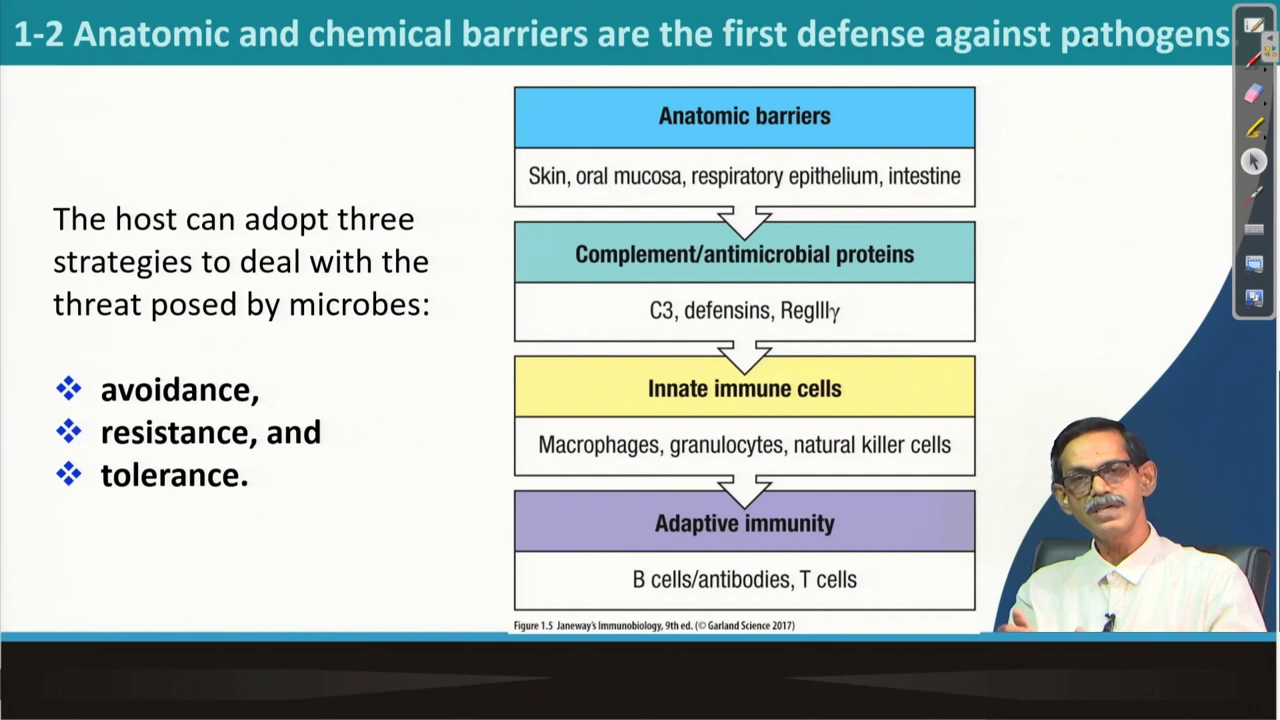 1-2 Anatomic and chemical barriers are the first defense against pathogens
The host can adopt three
strategies to deal with the
threat posed by microbes:
avoidance,
resistance, and
tolerance.
Anatomic barriers
Skin, oral mucosa, respiratory epithelium, intestine
Complement/antimicrobial proteins
C3, defensins, RegIIIγ
Innate immune cells
Macrophages, granulocytes, natural killer cells
Adaptive immunity
B cells/antibodies, T cells
Figure 1.5 Janeway's Immunobiology, 9th ed. (© Garland Science 2017)